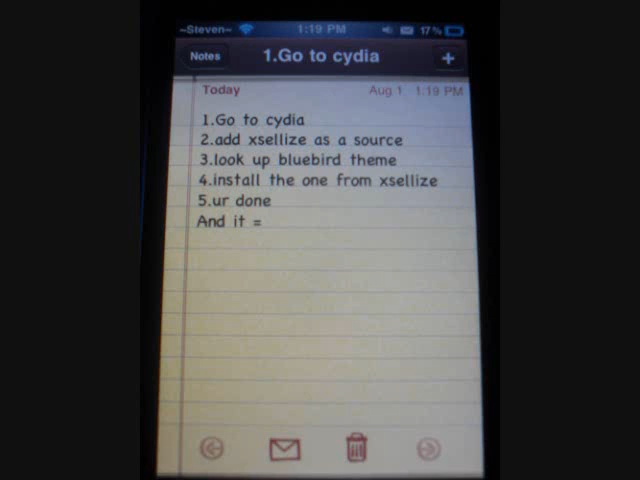 ~Steven~ 1:19 PM 17%
Notes 1.Go to cydia +
Today Aug 1 1:19 PM
1.Go to cydia
2.add xsellize as a source
3.look up bluebird theme
4.install the one from xsellize
5.ur done
And it =